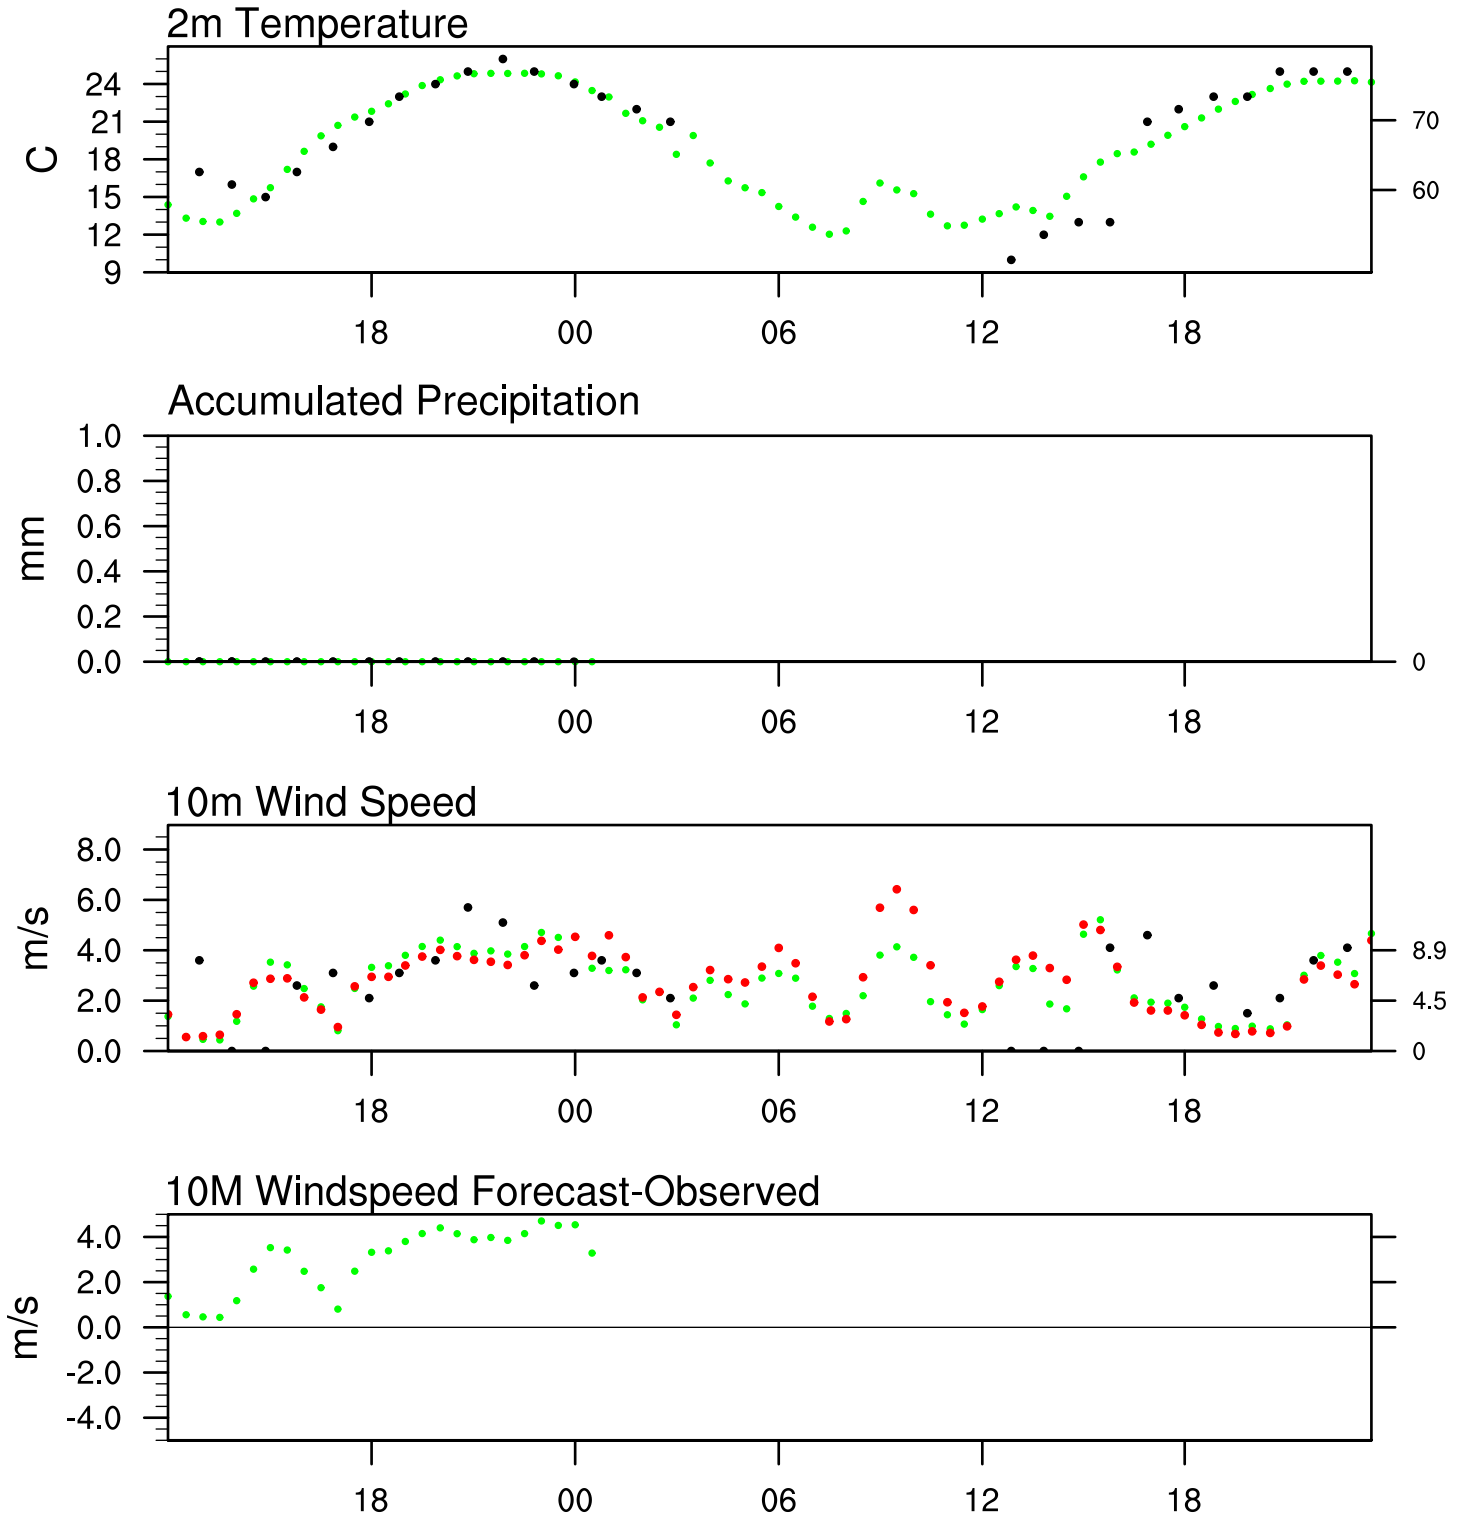 2m Temperature
24
21
18
15
12
9
C
70
60
18 00 06 12 18
Accumulated Precipitation
1.0
0.8
0.6
0.4
0.2
0.0
mm
0
18 00 06 12 18
10m Wind Speed
8.0
6.0
4.0
2.0
0.0
m/s
8.9
4.5
0
18 00 06 12 18
10M Windspeed Forecast-Observed
4.0
2.0
0.0
-2.0
-4.0
m/s
18 00 06 12 18